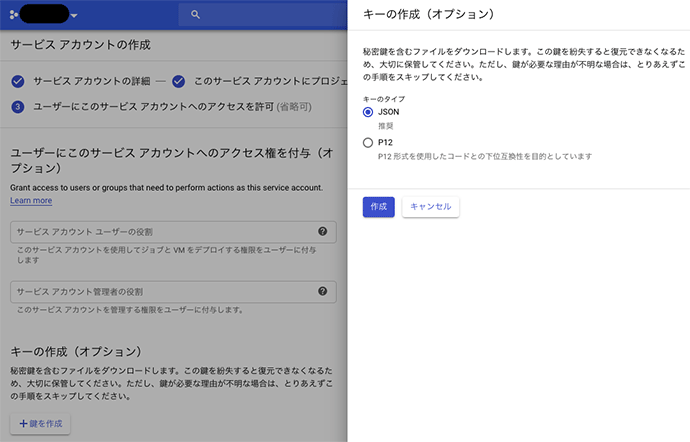 サービス アカウントの作成
サービス アカウントの詳細 — このサービス アカウントにプロジェ
3 ユーザーにこのサービス アカウントへのアクセスを許可 (省略可)
ユーザーにこのサービス アカウントへのアクセス権を付与（オ
プション）
Grant access to users or groups that need to perform actions as this service account.
Learn more
サービス アカウント ユーザーの役割
このサービス アカウントを使用してジョブと VM をデプロイする権限をユーザーに付与
します
サービス アカウント管理者の役割
このサービス アカウントを管理する権限をユーザーに付与します。
キーの作成（オプション）
秘密鍵を含むファイルをダウンロードします。この鍵を紛失すると復元できなくなるた
め、大切に保管してください。ただし、鍵が必要な理由が不明な場合は、とりあえずこ
の手順をスキップしてください。
＋鍵を作成
キーの作成（オプション）
秘密鍵を含むファイルをダウンロードします。この鍵を紛失すると復元できなくなるた
め、大切に保管してください。ただし、鍵が必要な理由が不明な場合は、とりあえずこ
の手順をスキップしてください。
キーのタイプ
JSON
推奨
P12
P12 形式を使用したコードとの下位互換性を目的としています
作成 キャンセル